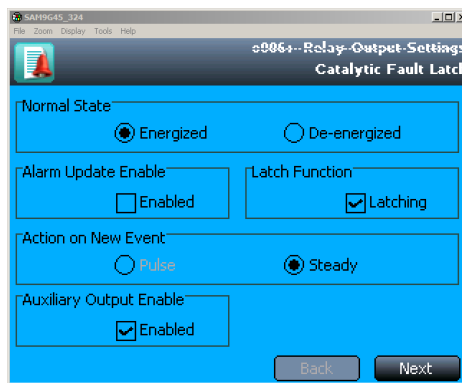 SAM9G45_324
File Zoom Display Tools Help
Relay-Output-Settings
Catalytic Fault Latch
Normal State
Energized
De-energized
Alarm Update Enable
Enabled
Latch Function
Latching
Action on New Event
Pulse
Steady
Auxiliary Output Enable
Enabled
Back
Next